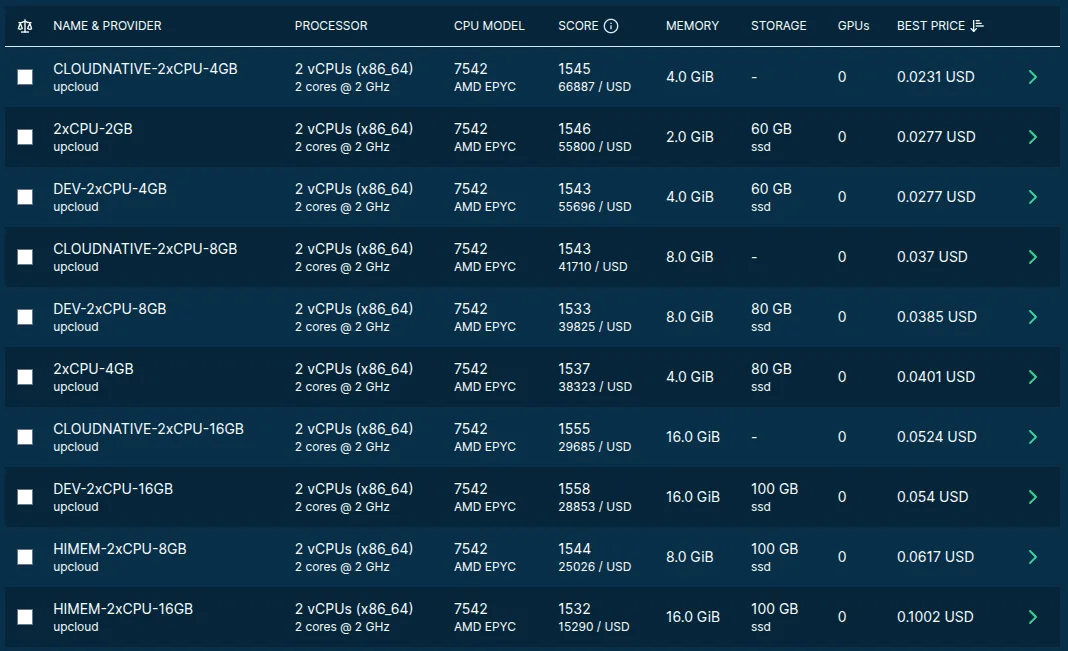 NAME & PROVIDER PROCESSOR CPU MODEL SCORE MEMORY STORAGE GPUs BEST PRICE
CLOUDNATIVE-2xCPU-4GB 2 vCPUs (x86_64) 7542 1545 4.0 GiB - 0 0.0231 USD
upcloud 2 cores @ 2 GHz AMD EPYC 66887 / USD
2xCPU-2GB 2 vCPUs (x86_64) 7542 1546 2.0 GiB 60 GB 0 0.0277 USD
upcloud 2 cores @ 2 GHz AMD EPYC 55800 / USD ssd
DEV-2xCPU-4GB 2 vCPUs (x86_64) 7542 1543 4.0 GiB 60 GB 0 0.0277 USD
upcloud 2 cores @ 2 GHz AMD EPYC 55696 / USD ssd
CLOUDNATIVE-2xCPU-8GB 2 vCPUs (x86_64) 7542 1543 8.0 GiB - 0 0.037 USD
upcloud 2 cores @ 2 GHz AMD EPYC 41710 / USD
DEV-2xCPU-8GB 2 vCPUs (x86_64) 7542 1533 8.0 GiB 80 GB 0 0.0385 USD
upcloud 2 cores @ 2 GHz AMD EPYC 39825 / USD ssd
2xCPU-4GB 2 vCPUs (x86_64) 7542 1537 4.0 GiB 80 GB 0 0.0401 USD
upcloud 2 cores @ 2 GHz AMD EPYC 38323 / USD ssd
CLOUDNATIVE-2xCPU-16GB 2 vCPUs (x86_64) 7542 1555 16.0 GiB - 0 0.0524 USD
upcloud 2 cores @ 2 GHz AMD EPYC 29685 / USD
DEV-2xCPU-16GB 2 vCPUs (x86_64) 7542 1558 16.0 GiB 100 GB 0 0.054 USD
upcloud 2 cores @ 2 GHz AMD EPYC 28853 / USD ssd
HIMEM-2xCPU-8GB 2 vCPUs (x86_64) 7542 1544 8.0 GiB 100 GB 0 0.0617 USD
upcloud 2 cores @ 2 GHz AMD EPYC 25026 / USD ssd
HIMEM-2xCPU-16GB 2 vCPUs (x86_64) 7542 1532 16.0 GiB 100 GB 0 0.1002 USD
upcloud 2 cores @ 2 GHz AMD EPYC 15290 / USD ssd